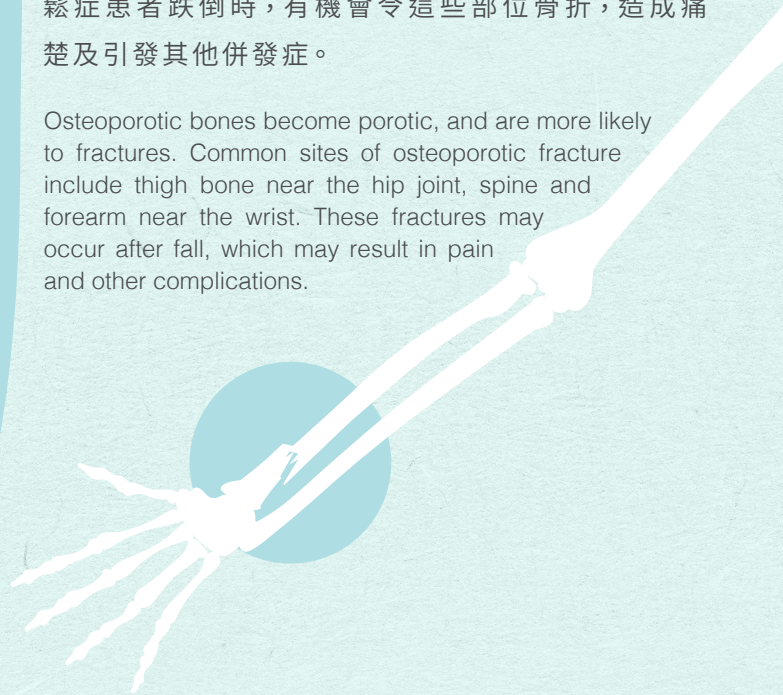 鬆症患者跌倒時，有機會令這些部位骨折，造成痛
楚及引發其他併發症。
Osteoporotic bones become porotic, and are more likely
to fractures. Common sites of osteoporotic fracture
include thigh bone near the hip joint, spine and
forearm near the wrist. These fractures may
occur after fall, which may result in pain
and other complications.